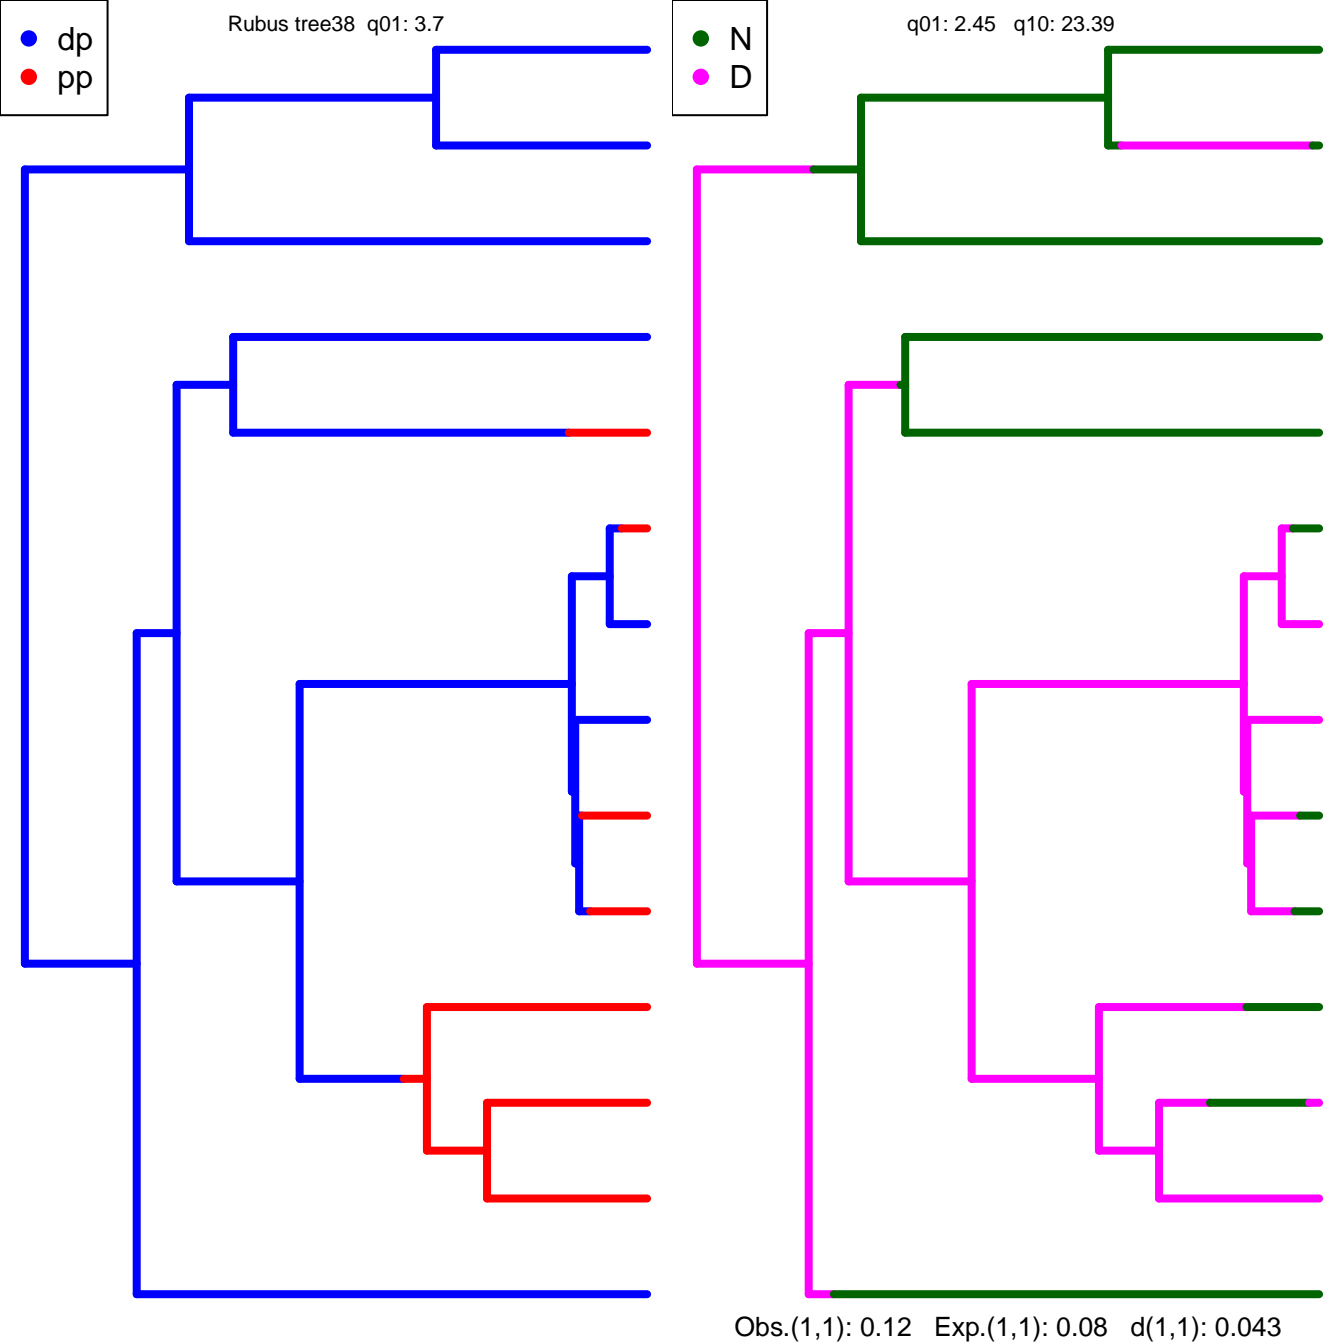 dp
pp
Rubus tree38  q01: 3.7
N
D
q01: 2.45   q10: 23.39
Obs.(1,1): 0.12   Exp.(1,1): 0.08   d(1,1): 0.043